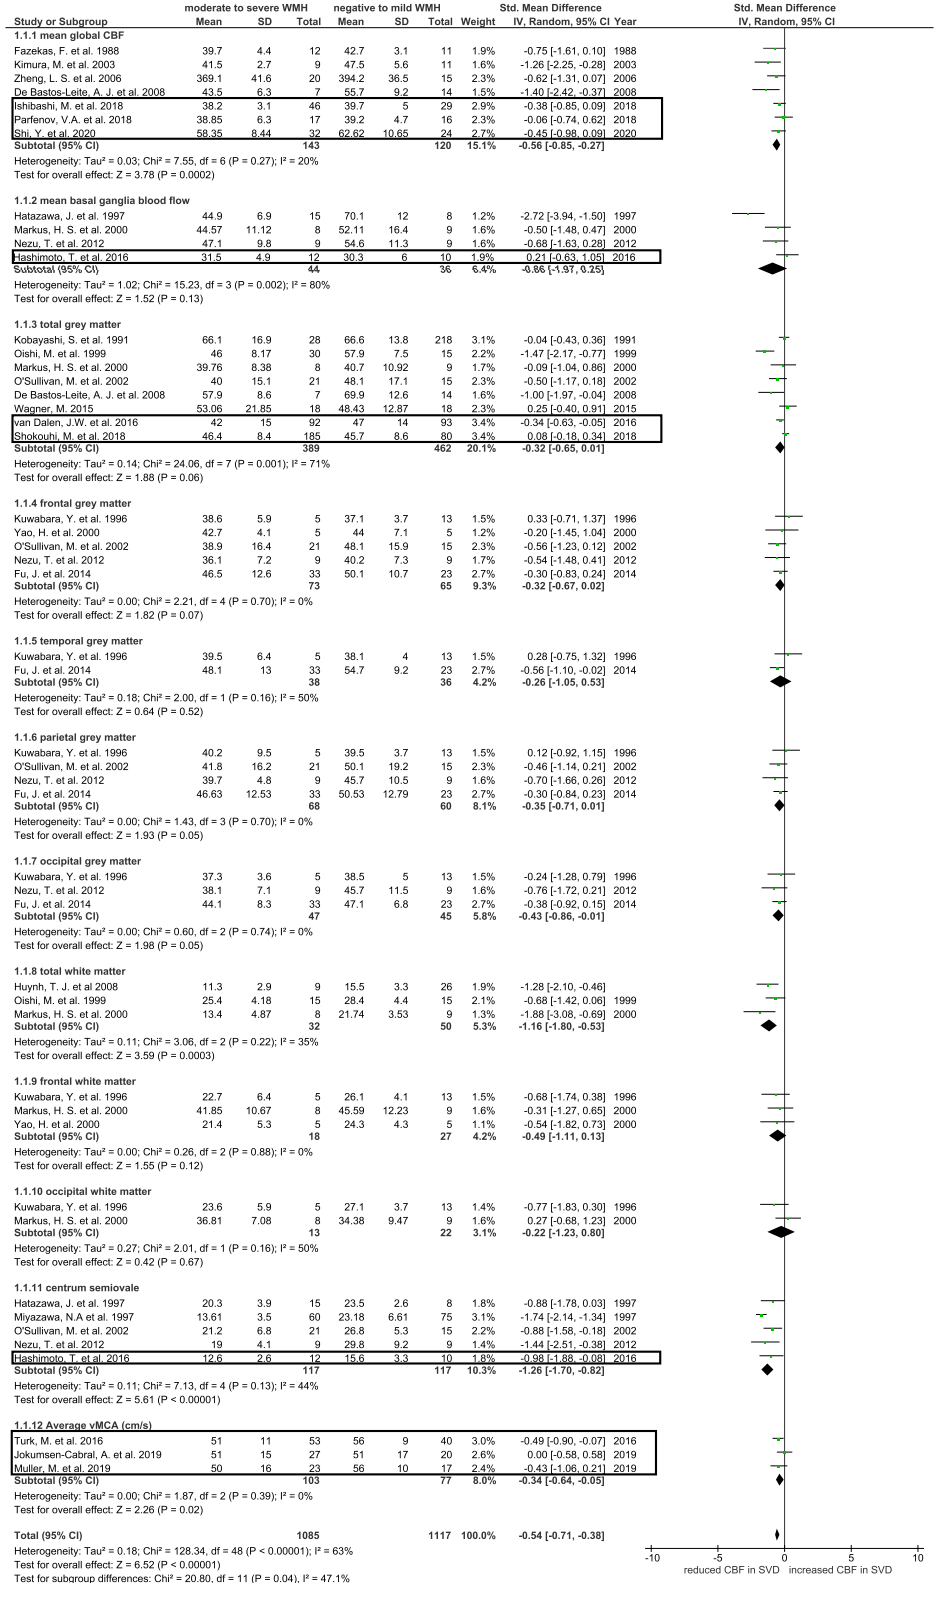 moderate to severe WMH negative to mild WMH Std. Mean Difference Std. Mean Difference
Study or Subgroup Mean SD Total Mean SD Total Weight IV, Random, 95% CI Year IV, Random, 95% CI
1.1.1 mean global CBF
Fazekas, F. et al. 1988 39.7 4.4 12 42.7 3.1 11 1.9% -0.75 [-1.61, 0.10] 1988
Kimura, M. et al. 2003 41.5 2.7 9 47.5 5.6 11 1.6% -1.26 [-2.25, -0.28] 2003
Zheng, L. S. et al. 2006 369.1 41.6 20 394.2 36.5 15 2.2% -0.62 [-1.31, 0.07] 2006
De Bastos-Leite, A. J. et al. 2008 43.5 6.3 7 55.7 9.2 14 1.5% -1.40 [-2.42, -0.37] 2008
Ishibashi, M. et al. 2018 38.2 3.1 46 39.7 5 29 2.9% -0.38 [-0.85, 0.09] 2018
Parfenov, V.A. et al. 2018 38.85 6.3 17 39.2 4.7 16 2.2% -0.06 [-0.74, 0.62] 2018
Shi, Y. et al. 2020 58.35 8.44 32 62.62 10.65 24 2.7% -0.45 [-0.98, 0.09] 2020
Subtotal (95% CI) 143 120 15.1% -0.56 [-0.85, -0.27]
Heterogeneity: Tau² = 0.03; Chi² = 7.55, df = 6 (P = 0.27); I² = 20%
Test for overall effect: Z = 3.78 (P = 0.0002)
1.1.2 mean basal ganglia blood flow
Hatazawa, J. et al. 1997 44.9 6.9 15 70.1 12 8 1.2% -2.72 [-3.94, -1.50] 1997
Markus, H. S. et al. 2000 44.57 11.12 8 52.11 16.4 9 1.6% -0.50 [-1.48, 0.47] 2000
Nezu, T. et al. 2012 47.1 9.8 9 54.6 11.3 9 1.6% -0.68 [-1.63, 0.28] 2012
Hashimoto, T. et al. 2016 31.5 4.9 12 30.3 6 10 1.9% 0.21 [-0.63, 1.05] 2016
Subtotal (95% CI) 44 36 6.4% -0.86 [-1.97, 0.25]
Heterogeneity: Tau² = 1.02; Chi² = 15.23, df = 3 (P = 0.002); I² = 80%
Test for overall effect: Z = 1.52 (P = 0.13)
1.1.3 total grey matter
Kobayashi, S. et al. 1991 66.1 16.9 28 66.6 13.8 218 3.1% -0.04 [-0.43, 0.36] 1991
Oishi, M. et al. 1999 46 8.17 30 57.9 7.5 15 2.2% -1.47 [-2.17, -0.77] 1999
Markus, H. S. et al. 2000 39.76 8.38 8 40.7 10.92 9 1.7% -0.09 [-1.04, 0.86] 2000
O'Sullivan, M. et al. 2002 40 15.1 21 48.1 17.1 15 2.3% -0.50 [-1.17, 0.18] 2002
De Bastos-Leite, A. J. et al. 2008 57.9 8.6 7 69.9 12.6 14 1.6% -1.00 [-1.97, -0.04] 2008
Wagner, M. 2015 53.06 21.85 18 48.43 12.87 18 2.3% 0.25 [-0.40, 0.91] 2015
van Dalen, J.W. et al. 2016 42 15 92 47 14 93 3.4% -0.34 [-0.63, -0.05] 2016
Shokouhi, M. et al. 2018 46.4 8.4 185 45.7 8.6 80 3.4% 0.08 [-0.18, 0.34] 2018
Subtotal (95% CI) 389 462 20.1% -0.32 [-0.65, 0.01]
Heterogeneity: Tau² = 0.14; Chi² = 24.06, df = 7 (P = 0.001); I² = 71%
Test for overall effect: Z = 1.88 (P = 0.06)
1.1.4 frontal grey matter
Kuwabara, Y. et al. 1996 38.6 5.9 5 37.1 3.7 13 1.5% 0.33 [-0.71, 1.37] 1996
Yao, H. et al. 2000 42.7 4.1 5 44 7.1 5 1.2% -0.20 [-1.45, 1.04] 2000
O'Sullivan, M. et al. 2002 38.9 16.4 21 48.1 15.9 15 2.2% -0.56 [-1.23, 0.12] 2002
Nezu, T. et al. 2012 36.1 7.2 9 40.2 7.3 9 1.7% -0.54 [-1.48, 0.41] 2012
Fu, J. et al. 2014 46.5 12.6 33 50.1 10.7 23 2.7% -0.30 [-0.83, 0.24] 2014
Subtotal (95% CI) 73 65 9.3% -0.32 [-0.67, 0.02]
Heterogeneity: Tau² = 0.00; Chi² = 2.21, df = 4 (P = 0.70); I² = 0%
Test for overall effect: Z = 1.82 (P = 0.07)
1.1.5 temporal grey matter
Kuwabara, Y. et al. 1996 39.5 6.4 5 38.1 4 13 1.5% 0.28 [-0.75, 1.32] 1996
Fu, J. et al. 2014 48.1 13 33 54.7 9.2 23 2.7% -0.56 [-1.10, -0.02] 2014
Subtotal (95% CI) 38 36 4.2% -0.26 [-1.05, 0.53]
Heterogeneity: Tau² = 0.18; Chi² = 2.00, df = 1 (P = 0.16); I² = 50%
Test for overall effect: Z = 0.64 (P = 0.52)
1.1.6 parietal grey matter
Kuwabara, Y. et al. 1996 40.2 9.5 5 39.5 3.7 13 1.5% 0.12 [-0.92, 1.15] 1996
O'Sullivan, M. et al. 2002 41.8 16.2 21 50.1 19.2 15 2.3% -0.46 [-1.14, 0.21] 2002
Nezu, T. et al. 2012 39.7 4.8 9 45.7 10.5 9 1.6% -0.70 [-1.66, 0.26] 2012
Fu, J. et al. 2014 46.63 12.53 33 50.53 12.79 23 2.7% -0.30 [-0.84, 0.23] 2014
Subtotal (95% CI) 68 60 8.1% -0.35 [-0.71, 0.01]
Heterogeneity: Tau² = 0.00; Chi² = 1.43, df = 3 (P = 0.70); I² = 0%
Test for overall effect: Z = 1.93 (P = 0.05)
1.1.7 occipital grey matter
Kuwabara, Y. et al. 1996 37.3 3.6 5 38.5 5 13 1.5% -0.24 [-1.28, 0.79] 1996
Nezu, T. et al. 2012 38.1 7.1 9 45.7 11.5 9 1.6% -0.76 [-1.72, 0.21] 2012
Fu, J. et al. 2014 44.1 8.3 33 47.1 6.8 23 2.7% -0.38 [-0.92, 0.15] 2014
Subtotal (95% CI) 47 45 5.8% -0.43 [-0.86, -0.01]
Heterogeneity: Tau² = 0.00; Chi² = 0.60, df = 2 (P = 0.74); I² = 0%
Test for overall effect: Z = 1.98 (P = 0.05)
1.1.8 total white matter
Huynh, T. J. et al 2008 11.3 2.9 9 15.5 3.3 26 1.9% -1.28 [-2.10, -0.46]
Oishi, M. et al. 1999 25.4 4.18 15 28.4 4.4 15 2.1% -0.68 [-1.42, 0.06] 1999
Markus, H. S. et al. 2000 13.4 4.87 8 21.74 3.53 9 1.3% -1.88 [-3.08, -0.69] 2000
Subtotal (95% CI) 32 50 5.3% -1.16 [-1.80, -0.53]
Heterogeneity: Tau² = 0.11; Chi² = 3.06, df = 2 (P = 0.22); I² = 35%
Test for overall effect: Z = 3.59 (P = 0.0003)
1.1.9 frontal white matter
Kuwabara, Y. et al. 1996 22.7 6.4 5 26.1 4.1 13 1.5% -0.68 [-1.74, 0.38] 1996
Markus, H. S. et al. 2000 41.85 10.67 8 45.59 12.23 9 1.6% -0.31 [-1.27, 0.65] 2000
Yao, H. et al. 2000 21.4 5.3 5 24.3 4.3 5 1.1% -0.54 [-1.82, 0.73] 2000
Subtotal (95% CI) 18 27 4.2% -0.49 [-1.11, 0.13]
Heterogeneity: Tau² = 0.00; Chi² = 0.26, df = 2 (P = 0.88); I² = 0%
Test for overall effect: Z = 1.55 (P = 0.12)
1.1.10 occipital white matter
Kuwabara, Y. et al. 1996 23.6 5.9 5 27.1 3.7 13 1.4% -0.77 [-1.83, 0.30] 1996
Markus, H. S. et al. 2000 36.81 7.08 8 34.38 9.47 9 1.6% 0.27 [-0.68, 1.23] 2000
Subtotal (95% CI) 13 22 3.1% -0.22 [-1.23, 0.80]
Heterogeneity: Tau² = 0.27; Chi² = 2.01, df = 1 (P = 0.16); I² = 50%
Test for overall effect: Z = 0.42 (P = 0.67)
1.1.11 centrum semiovale
Hatazawa, J. et al. 1997 20.3 3.9 15 23.5 2.6 8 1.8% -0.88 [-1.78, 0.03] 1997
Miyazawa, N.A et al. 1997 13.61 3.5 60 23.18 6.61 75 3.1% -1.74 [-2.14, -1.34] 1997
O'Sullivan, M. et al. 2002 21.2 6.8 21 26.8 5.3 15 2.2% -0.88 [-1.58, -0.18] 2002
Nezu, T. et al. 2012 19 4.1 9 29.8 9.2 9 1.4% -1.44 [-2.51, -0.38] 2012
Hashimoto, T. et al. 2016 12.6 2.6 12 15.6 3.3 10 1.8% -0.98 [-1.88, -0.08] 2016
Subtotal (95% CI) 117 117 10.3% -1.26 [-1.70, -0.82]
Heterogeneity: Tau² = 0.11; Chi² = 7.13, df = 4 (P = 0.13); I² = 44%
Test for overall effect: Z = 5.61 (P < 0.00001)
1.1.12 Average vMCA (cm/s)
Turk, M. et al. 2016 51 11 53 56 9 40 3.0% -0.49 [-0.90, -0.07] 2016
Jokumsen-Cabral, A. et al. 2019 51 15 27 51 17 20 2.4% 0.00 [-0.58, 0.58] 2019
Muller, M. et al. 2019 50 16 23 56 10 17 2.4% -0.43 [-1.06, 0.21] 2019
Subtotal (95% CI) 103 77 8.0% -0.34 [-0.64, -0.05]
Heterogeneity: Tau² = 0.00; Chi² = 1.87, df = 2 (P = 0.39); I² = 0%
Test for overall effect: Z = 2.26 (P = 0.02)
Total (95% CI) 1085 1117 100.0% -0.54 [-0.71, -0.38]
Heterogeneity: Tau² = 0.18; Chi² = 128.34, df = 48 (P < 0.00001); I² = 63%
Test for overall effect: Z = 6.52 (P < 0.00001)
Test for subgroup differences: Chi² = 20.80, df = 11 (P = 0.04), I² = 47.1%
-10 -5 0 5 10
reduced CBF in SVD increased CBF in SVD